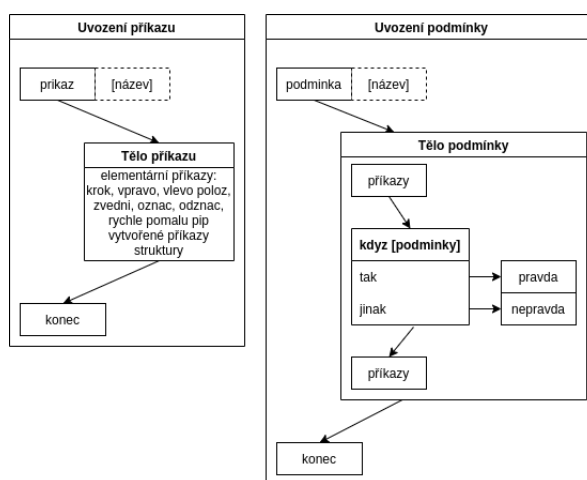 Uvození příkazu
prikaz [název]
Tělo příkazu
elementární příkazy:
krok, vpravo, vlevo poloz,
zvedni, oznac, odznac,
rychle pomalu pip
vytvořené příkazy
struktury
konec
Uvození podmínky
podminka [název]
Tělo podmínky
příkazy
kdyz [podminky]
tak pravda
jinak nepravda
příkazy
konec